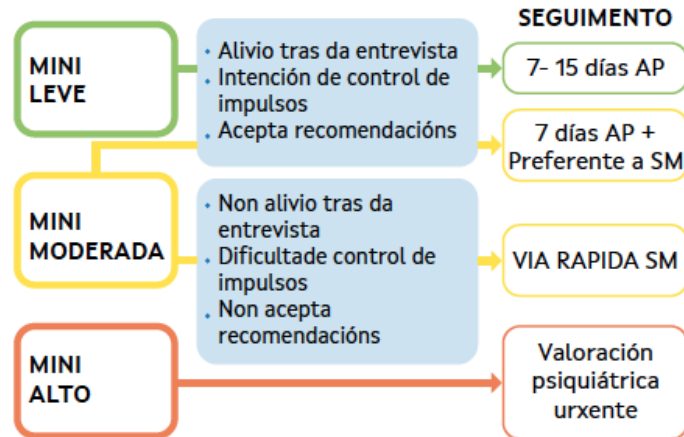 SEGUIMENTO
MINI
LEVE
· Alivio tras da entrevista
· Intención de control de
impulsos
· Acepta recomendacións
7- 15 días AP
7 días AP +
Preferente a SM
MINI
MODERADA
· Non alivio tras da
entrevista
· Dificultade control de
impulsos
· Non acepta
recomendacións
VIA RAPIDA SM
MINI
ALTO
Valoración
psiquiátrica
urxente